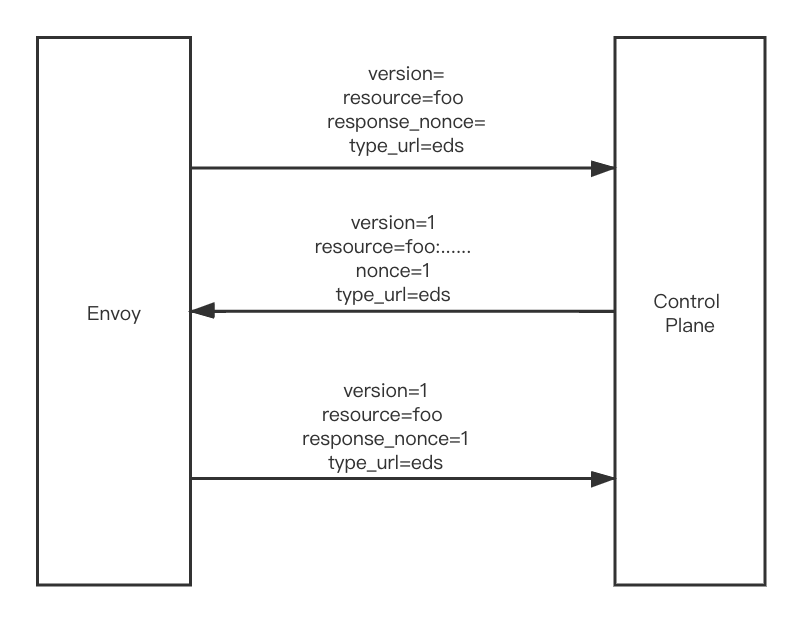 version=
resource=foo
response_nonce=
type_url=eds
version=1
resource=foo:......
nonce=1
type_url=eds
Envoy
Control
Plane
version=1
resource=foo
response_nonce=1
type_url=eds